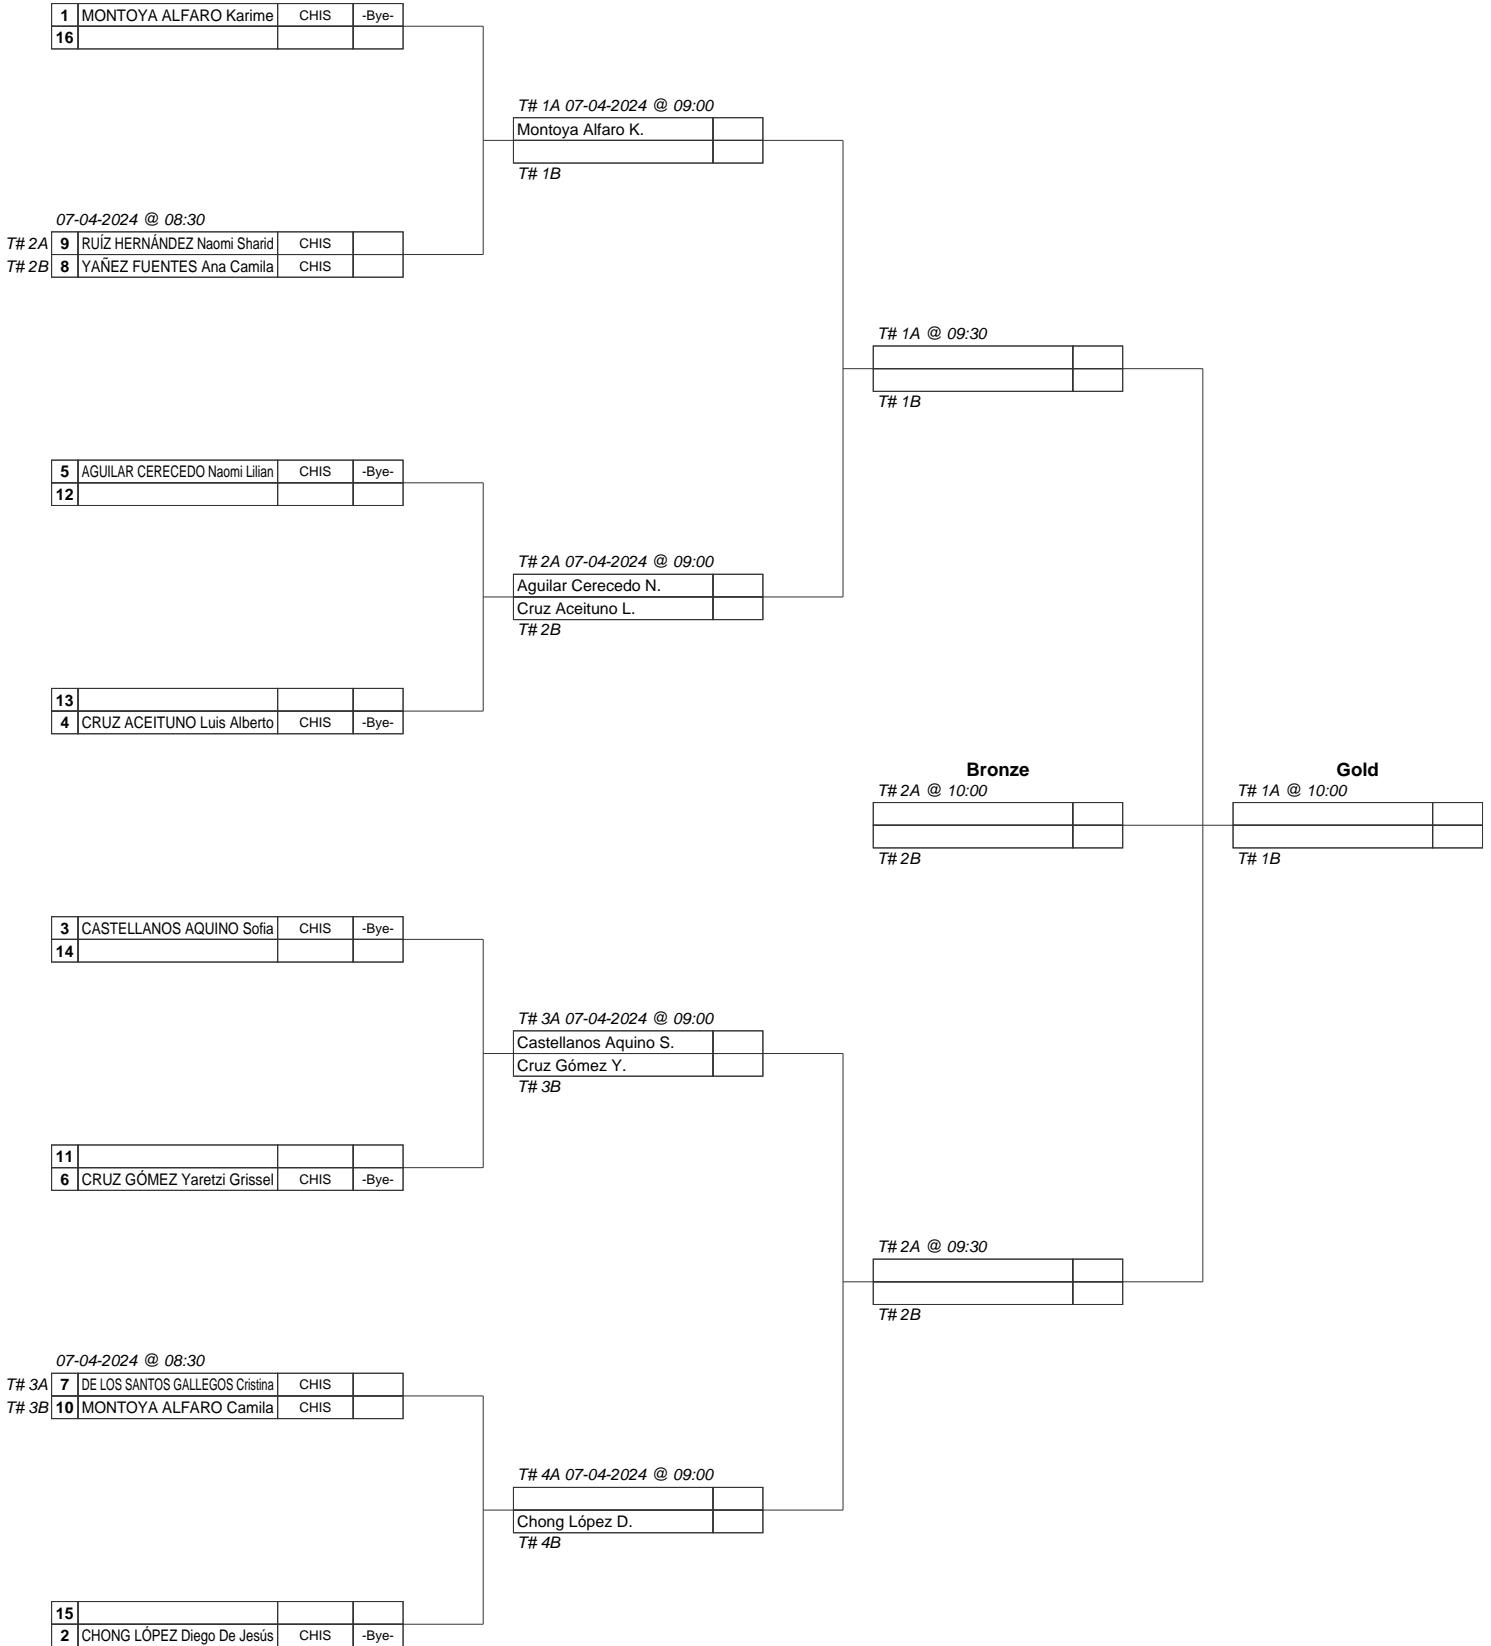 1 MONTOYA ALFARO Karime CHIS -Bye-
16
T# 1A 07-04-2024 @ 09:00
Montoya Alfaro K.
T# 1B
07-04-2024 @ 08:30
T# 2A 9 RUÍZ HERNÁNDEZ Naomi Sharid CHIS
T# 2B 8 YAÑEZ FUENTES Ana Camila CHIS
T# 1A @ 09:30
T# 1B
5 AGUILAR CERECEDO Naomi Lilian CHIS -Bye-
12
T# 2A 07-04-2024 @ 09:00
Aguilar Cerecedo N.
Cruz Aceituno L.
T# 2B
13
4 CRUZ ACEITUNO Luis Alberto CHIS -Bye-
Bronze Gold
T# 2A @ 10:00 T# 1A @ 10:00
T# 2B T# 1B
3 CASTELLANOS AQUINO Sofia CHIS -Bye-
14
T# 3A 07-04-2024 @ 09:00
Castellanos Aquino S.
Cruz Gómez Y.
T# 3B
11
6 CRUZ GÓMEZ Yaretzi Grissel CHIS -Bye-
T# 2A @ 09:30
T# 2B
07-04-2024 @ 08:30
T# 3A 7 DE LOS SANTOS GALLEGOS Cristina CHIS
T# 3B 10 MONTOYA ALFARO Camila CHIS
T# 4A 07-04-2024 @ 09:00
Chong López D.
T# 4B
15
2 CHONG LÓPEZ Diego De Jesús CHIS -Bye-